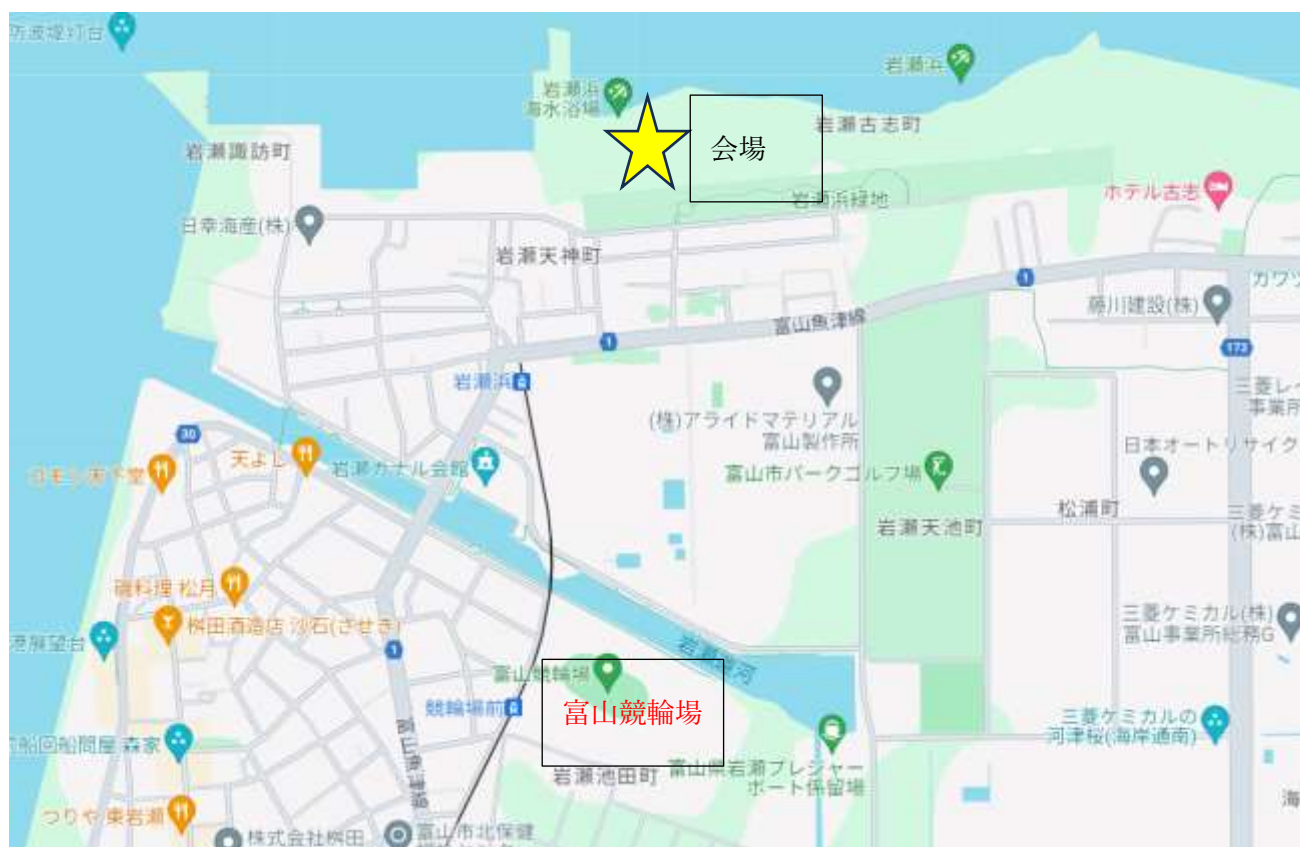 防波堤灯台
岩瀬浜
海水浴場
岩瀬浜
会場
岩瀬古志町
岩瀬諏訪町
岩瀬浜緑地
ホテル古志
日幸海産(株)
岩瀬天神町
1
藤川建設(株)
富山魚津線
1
173
岩瀬浜
(株)アライドマテリアル
富山製作所
三菱レイ
事業所
30
天よし
岩瀬カナル会館
富山市パークゴルフ場
日本オートリサイク
松浦町
岩瀬天池町
三菱ケミ
(株)富山
磯料理 松月
桝田酒造店 沙石(させき)
三菱ケミカル(株)
富山事業所総務G
港展望台
1
岩瀬運河
富山競輪場
富山競輪場
競輪場前
三菱ケミカルの
河津桜(海岸通南)
船回船問屋 森家
富山魚津線
岩瀬池田町
富山県岩瀬プレジャー
ボート係留場
海
つりや 東岩瀬
株式会社桝田
富山市北保健